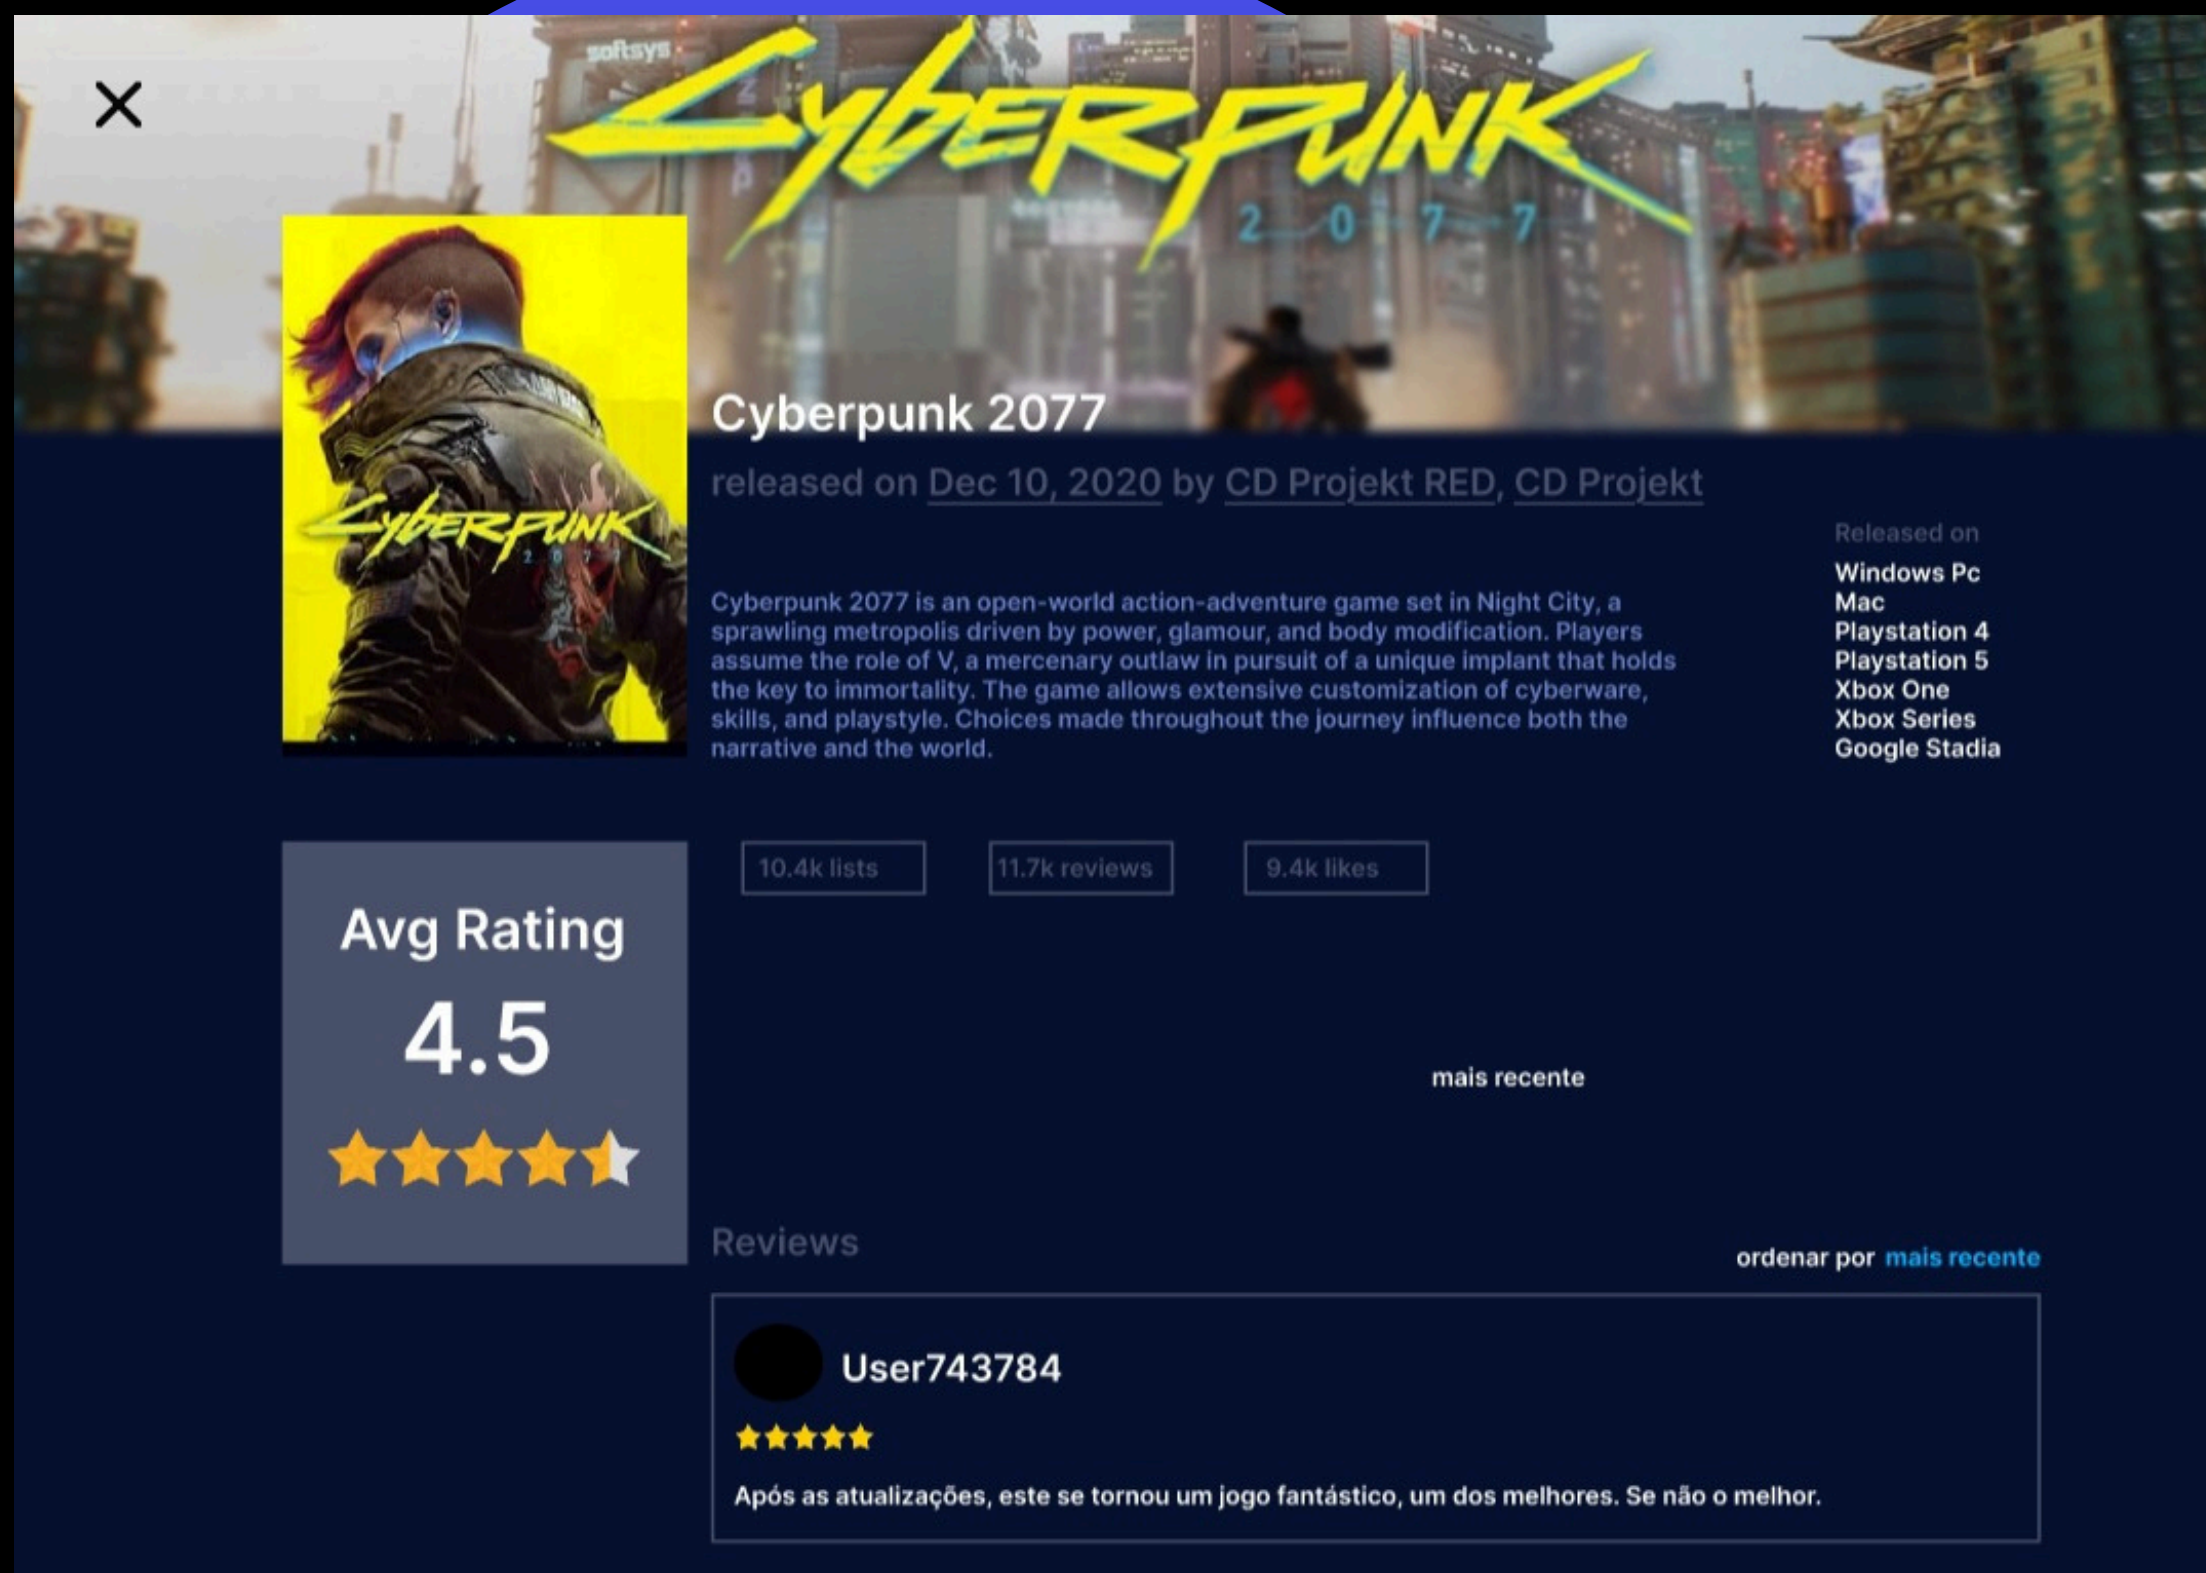 softsys
CYBERPUNK
2077
CYBERPUNK
2077
Cyberpunk 2077
released on Dec 10, 2020 by CD Projekt RED, CD Projekt
Cyberpunk 2077 is an open-world action-adventure game set in Night City, a
sprawling metropolis driven by power, glamour, and body modification. Players
assume the role of V, a mercenary outlaw in pursuit of a unique implant that holds
the key to immortality. The game allows extensive customization of cyberware,
skills, and playstyle. Choices made throughout the journey influence both the
narrative and the world.
Released on
Windows Pc
Mac
Playstation 4
Playstation 5
Xbox One
Xbox Series
Google Stadia
10.4k lists
11.7k reviews
9.4k likes
Avg Rating
4.5
mais recente
Reviews
ordenar por mais recente
User743784
Após as atualizações, este se tornou um jogo fantástico, um dos melhores. Se não o melhor.